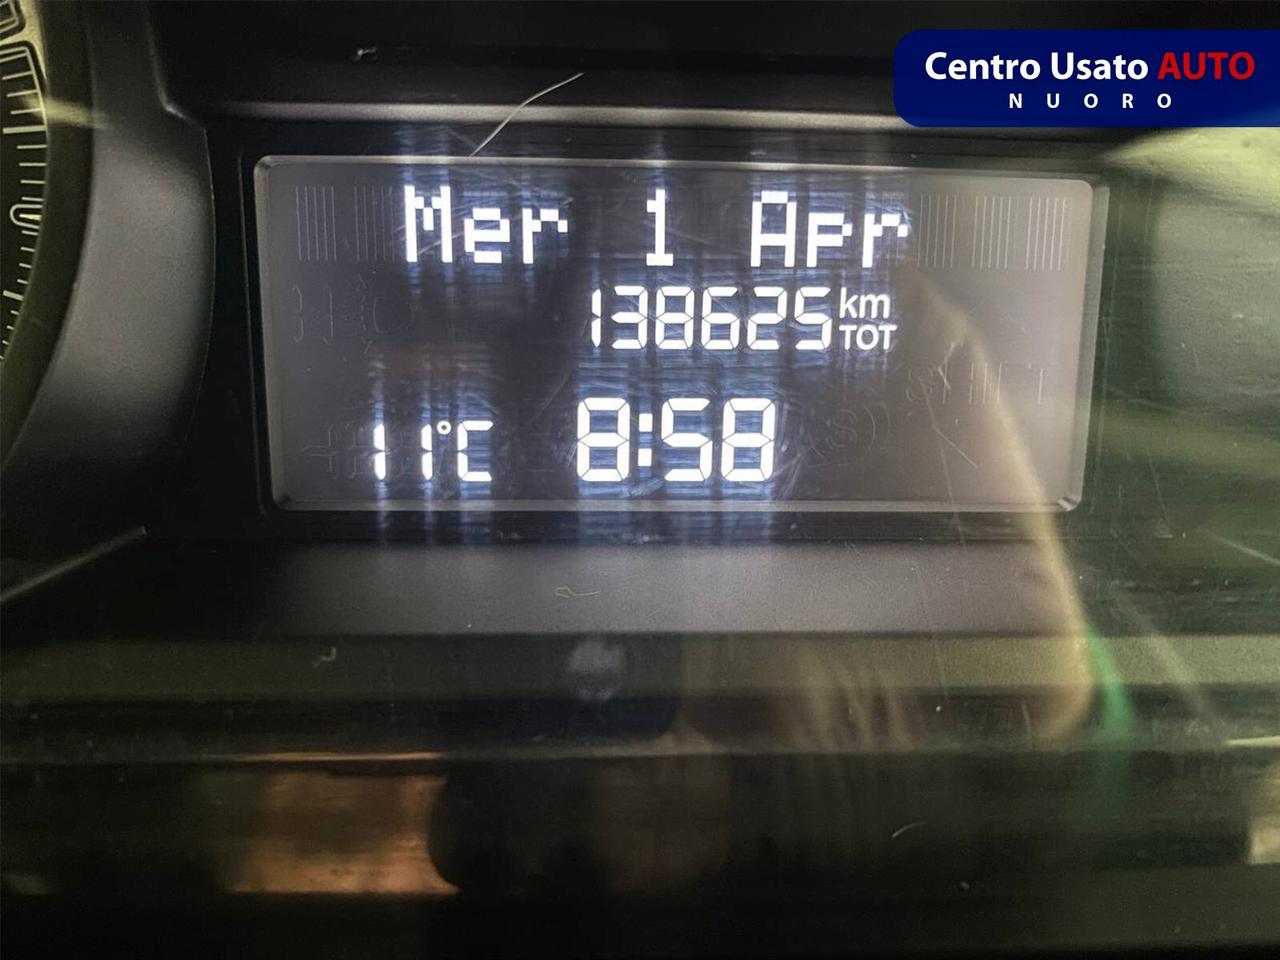 Centro Usato AUTO
NUORO
Mer 1 Apr
138625 km
TOT
11°C 8:58